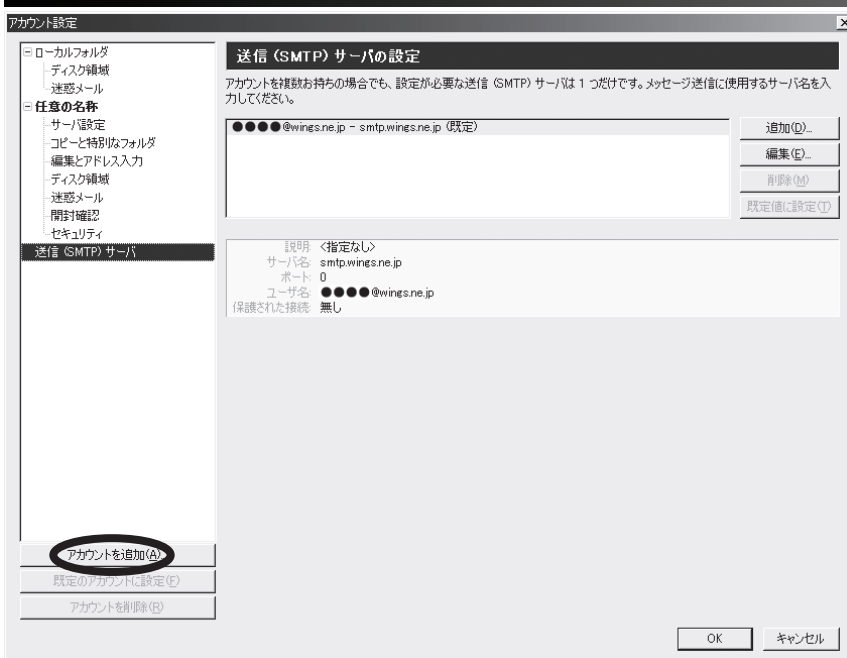 アカウント設定
ローカルフォルダ
ディスク領域
迷惑メール
任意の名称
サーバ設定
コピーと特別なフォルダ
編集とアドレス入力
ディスク領域
迷惑メール
開封確認
セキュリティ
送信 (SMTP) サーバ
アカウントを追加(A)...
既定のアカウントに設定(F)
アカウントを削除(R)
送信 (SMTP) サーバの設定
アカウントを複数お持ちの場合でも、設定が必要な送信 (SMTP) サーバは 1 つだけです。メッセージ送信に使用するサーバ名を入
力してください。
●●●●@wings.ne.jp - smtp.wings.ne.jp (既定)
追加(D)...
編集(E)...
削除(M)
既定値に設定(T)
説明: <指定なし>
サーバ名: smtp.wings.ne.jp
ポート: 0
ユーザ名: ●●●●@wings.ne.jp
保護された接続: 無し
OK
キャンセル